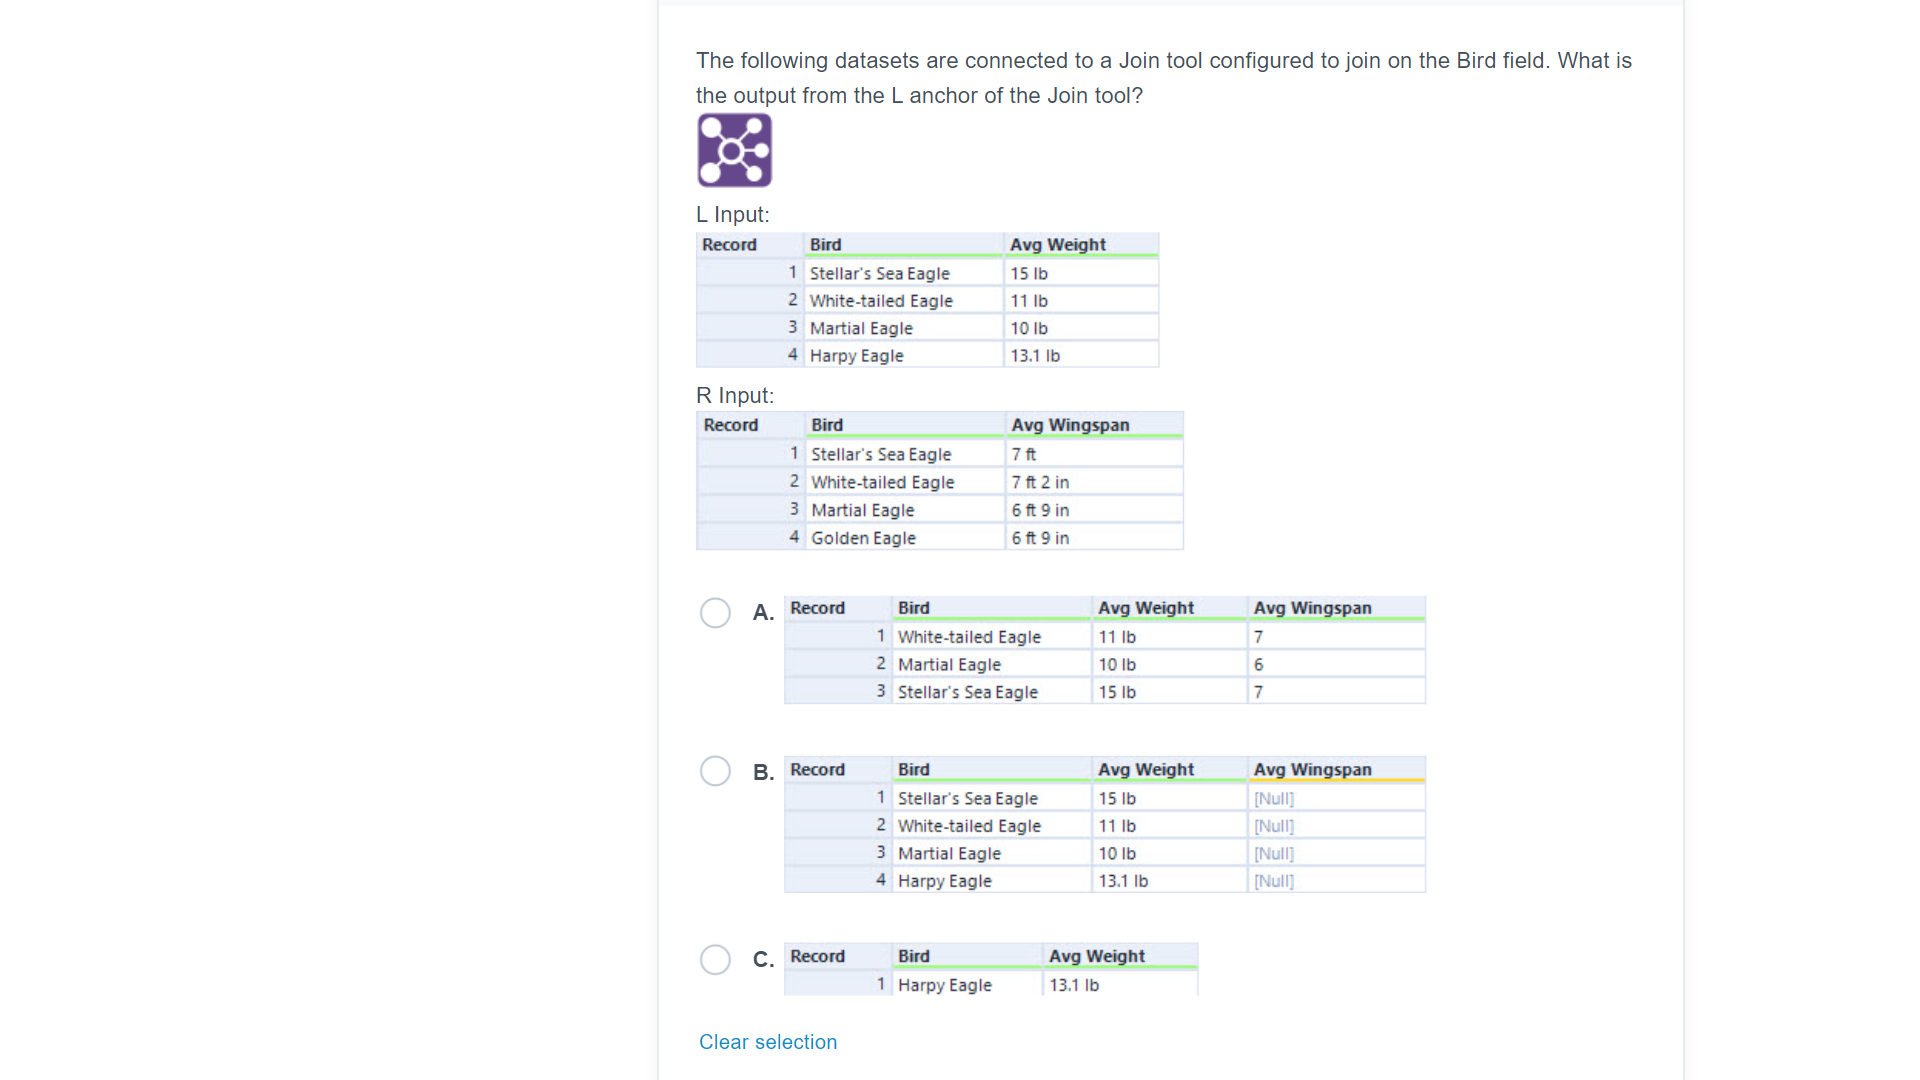 The following datasets are connected to a Join tool configured to join on the Bird field. What is
the output from the L anchor of the Join tool?
L Input:
Record Bird Avg Weight
1 Stellar's Sea Eagle 15 lb
2 White-tailed Eagle 11 lb
3 Martial Eagle 10 lb
4 Harpy Eagle 13.1 lb
R Input:
Record Bird Avg Wingspan
1 Stellar's Sea Eagle 7 ft
2 White-tailed Eagle 7 ft 2 in
3 Martial Eagle 6 ft 9 in
4 Golden Eagle 6 ft 9 in
A. Record Bird Avg Weight Avg Wingspan
1 White-tailed Eagle 11 lb 7
2 Martial Eagle 10 lb 6
3 Stellar's Sea Eagle 15 lb 7
B. Record Bird Avg Weight Avg Wingspan
1 Stellar's Sea Eagle 15 lb [Null]
2 White-tailed Eagle 11 lb [Null]
3 Martial Eagle 10 lb [Null]
4 Harpy Eagle 13.1 lb [Null]
C. Record Bird Avg Weight
1 Harpy Eagle 13.1 lb
Clear selection